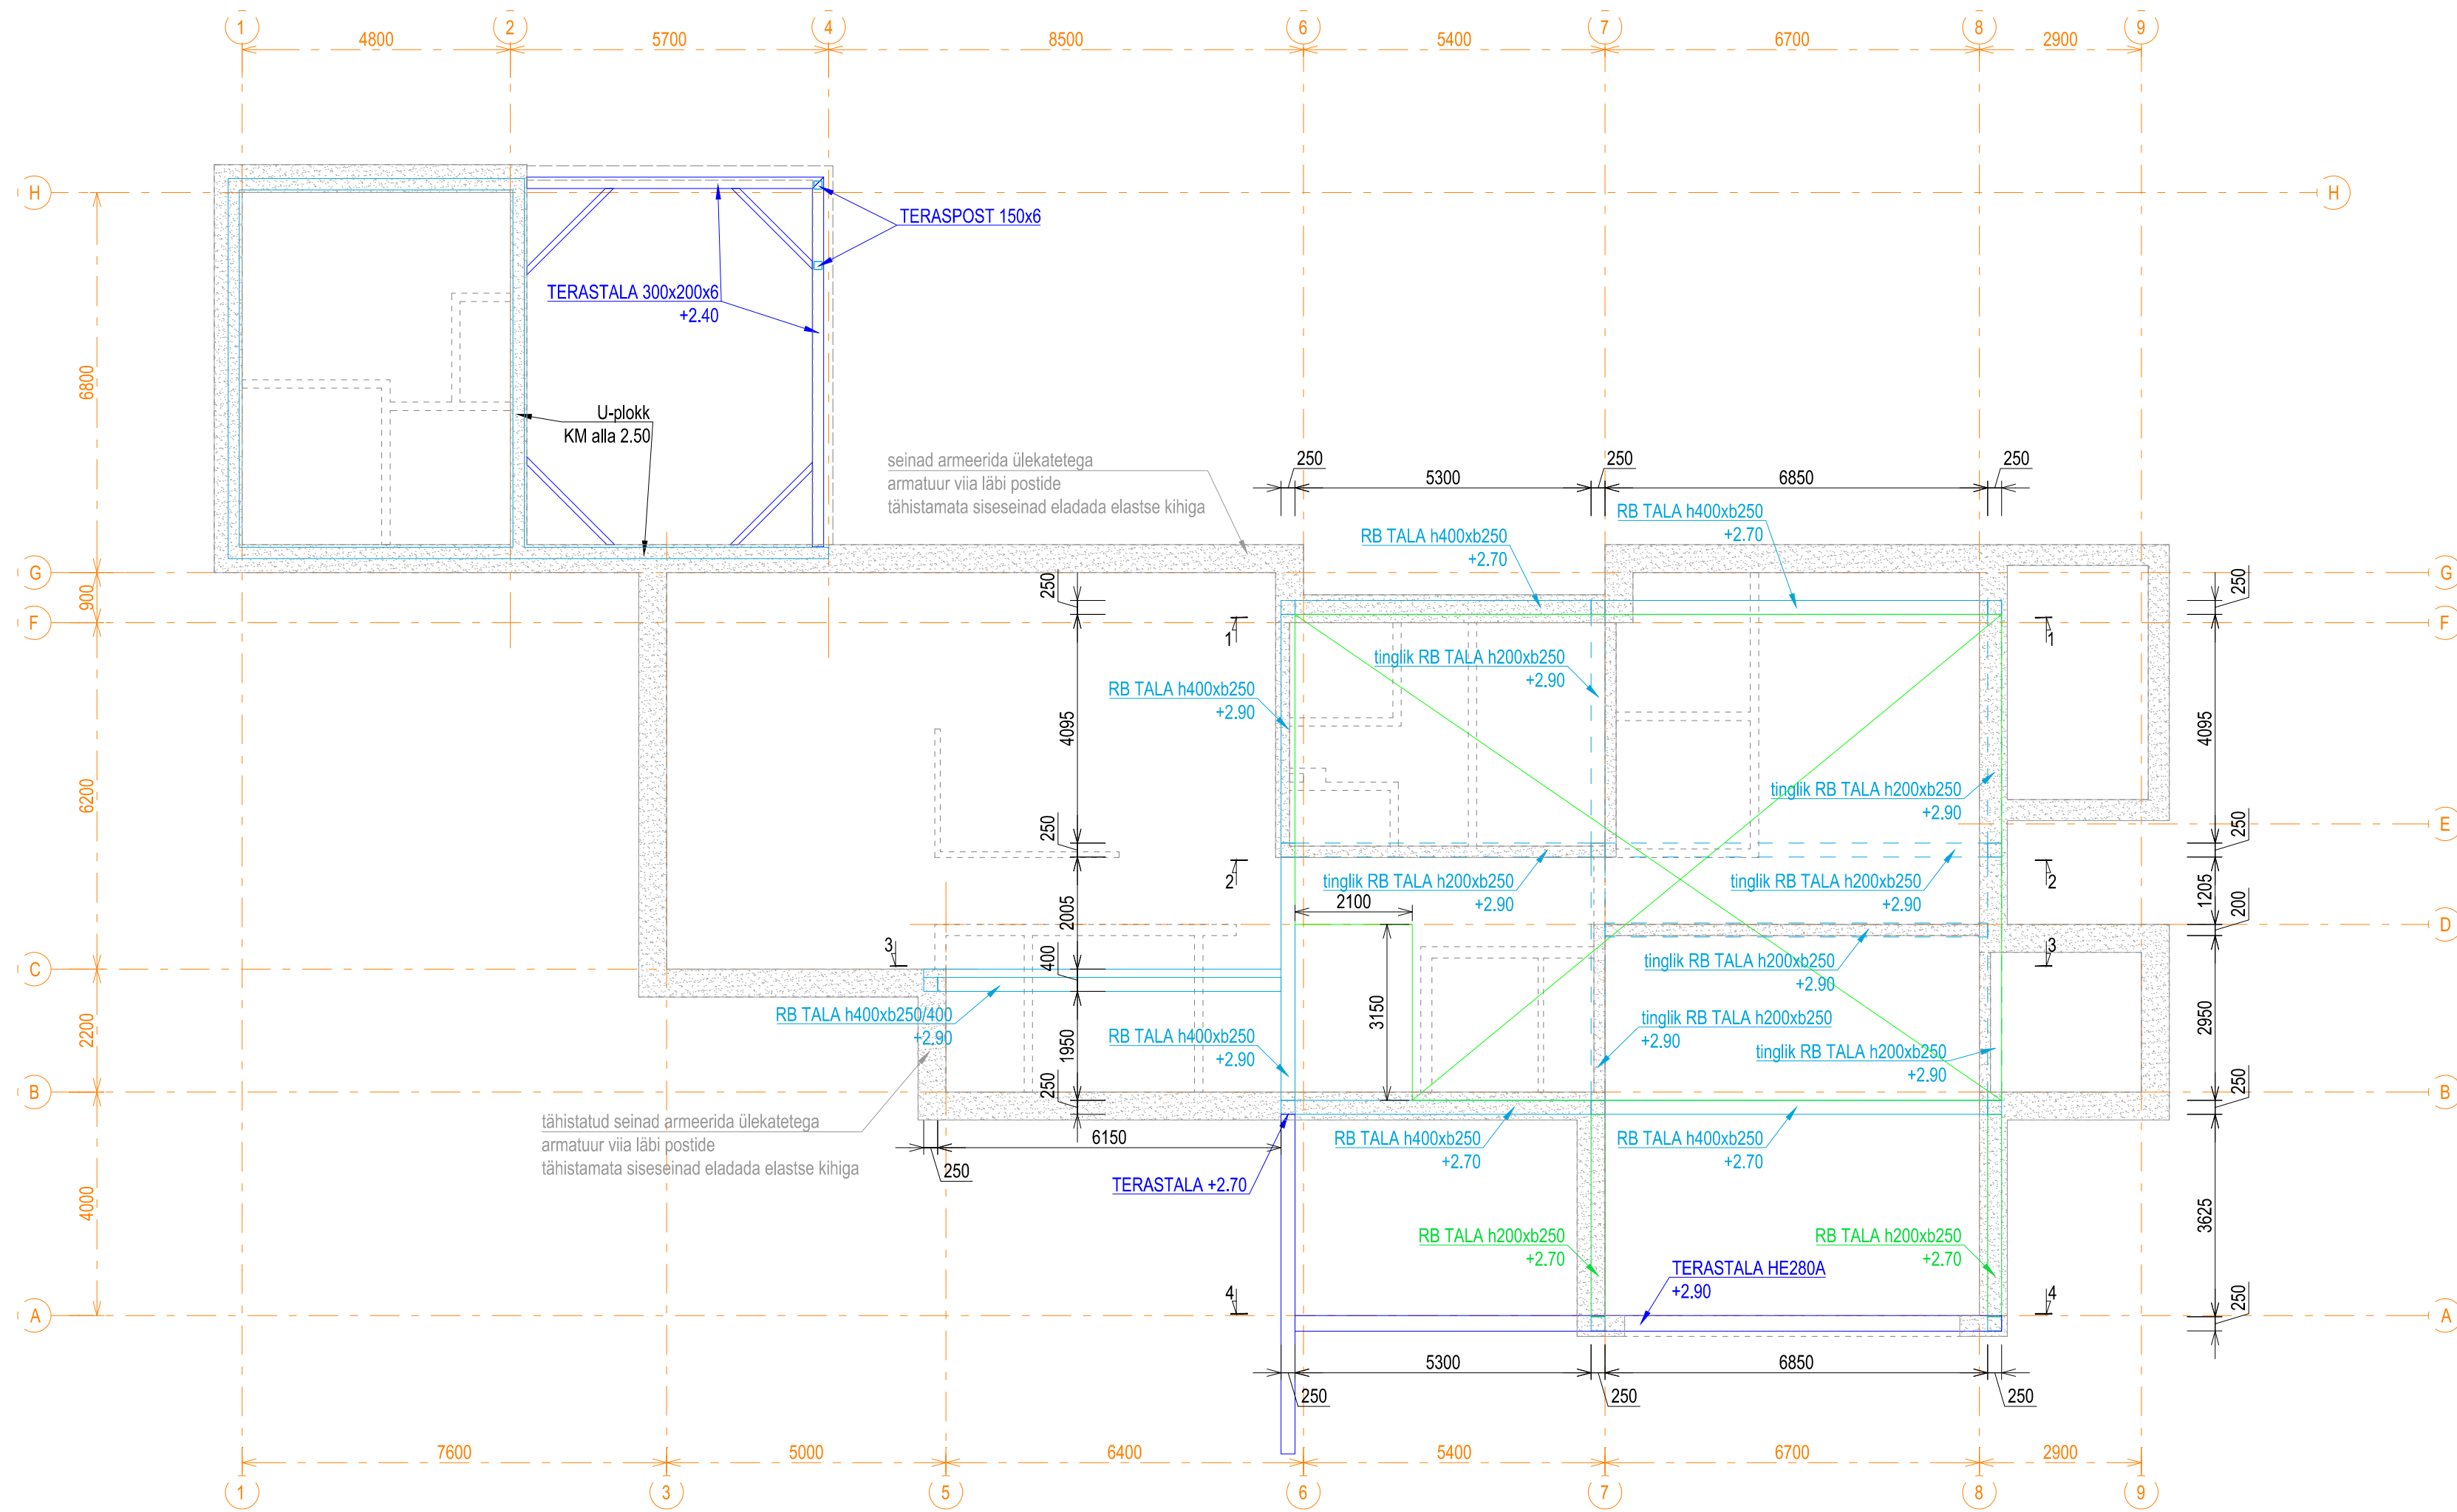 1 2 4 6 7 8 9
4800 5700 8500 5400 6700 2900
H H
TERASPOST 150x6
TERASTALA 300x200x6
+2.40
6800
U-plokk
KM alla 2.50
seinad armeerida ülekatetega
armatuur viia läbi postide
tähistamata siseseinad eladada elastse kihiga
250 250 250
5300 6850
RB TALA h400xb250
+2.70
RB TALA h400xb250
+2.70
G G
900
250 250
F F
1 1
tinglik RB TALA h200xb250
+2.90
RB TALA h400xb250
+2.90
4095 4095
6200
tinglik RB TALA h200xb250
+2.90
250 250
E
2 2
tinglik RB TALA h200xb250
+2.90
tinglik RB TALA h200xb250
+2.90
1205
200
2100
2005
D
3 3
400
C
tinglik RB TALA h200xb250
+2.90
3150
2950
RB TALA h400xb250/400
+2.90
RB TALA h400xb250
+2.90
tinglik RB TALA h200xb250
+2.90
tinglik RB TALA h200xb250
+2.90
2200
1950
250 250
B B
tähistatud seinad armeerida ülekatetega
armatuur viia läbi postide
tähistamata siseseinad eladada elastse kihiga
6150
250
RB TALA h400xb250
+2.70
RB TALA h400xb250
+2.70
TERASTALA +2.70
4000
3625
RB TALA h200xb250
+2.70
RB TALA h200xb250
+2.70
TERASTALA HE280A
+2.90
4 4
250
A A
5300 6850
250 250 250
7600 5000 6400 5400 6700 2900
1 3 5 6 7 8 9